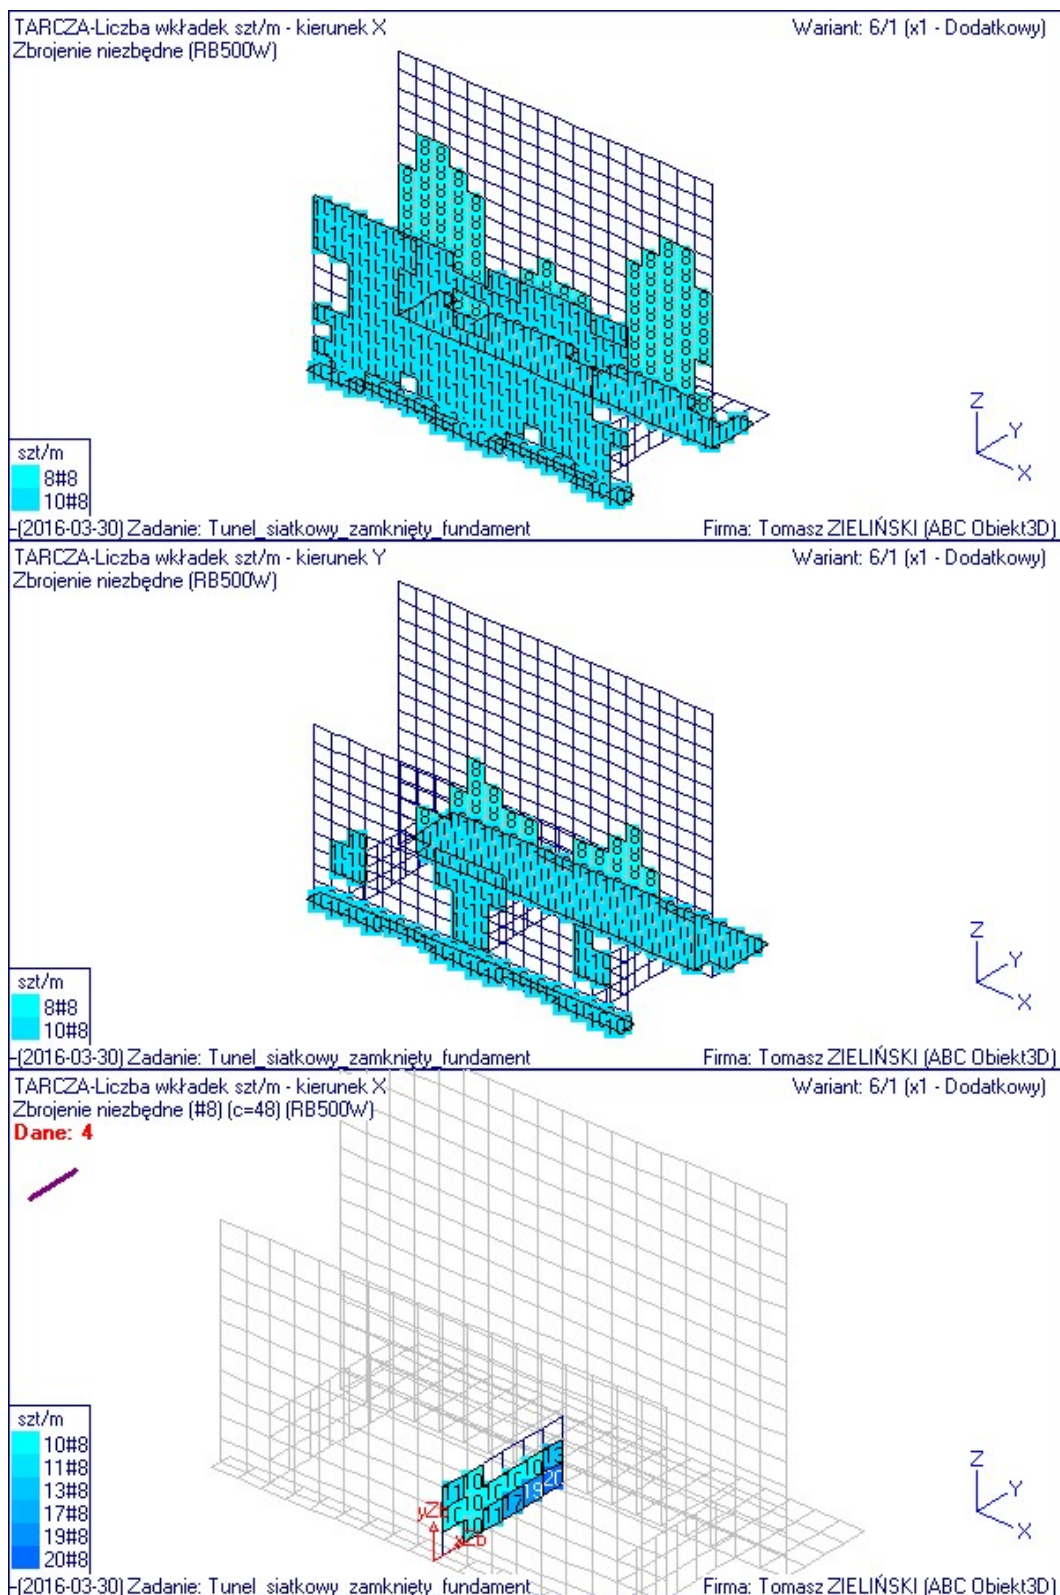 TARCZA-Liczba wkładek szt/m - kierunek X
Wariant: 6/1 (x1 - Dodatkowy)
Zbrojenie niezbędne (RB500W)
Z
Y
X
szt/m
8#8
10#8
(2016-03-30) Zadanie: Tunel_siatkowy_zamknięty_fundament
Firma: Tomasz ZIELIŃSKI (ABC Obiekt3D)
TARCZA-Liczba wkładek szt/m - kierunek Y
Wariant: 6/1 (x1 - Dodatkowy)
Zbrojenie niezbędne (RB500W)
Z
Y
X
szt/m
8#8
10#8
(2016-03-30) Zadanie: Tunel_siatkowy_zamknięty_fundament
Firma: Tomasz ZIELIŃSKI (ABC Obiekt3D)
TARCZA-Liczba wkładek szt/m - kierunek X
Wariant: 6/1 (x1 - Dodatkowy)
Zbrojenie niezbędne (#8) (c=48) (RB500W)
Dane: 4
szt/m
10#8
11#8
13#8
17#8
19#8
20#8
Z
Y
X
(2016-03-30) Zadanie: Tunel_siatkowy_zamknięty_fundament
Firma: Tomasz ZIELIŃSKI (ABC Obiekt3D)